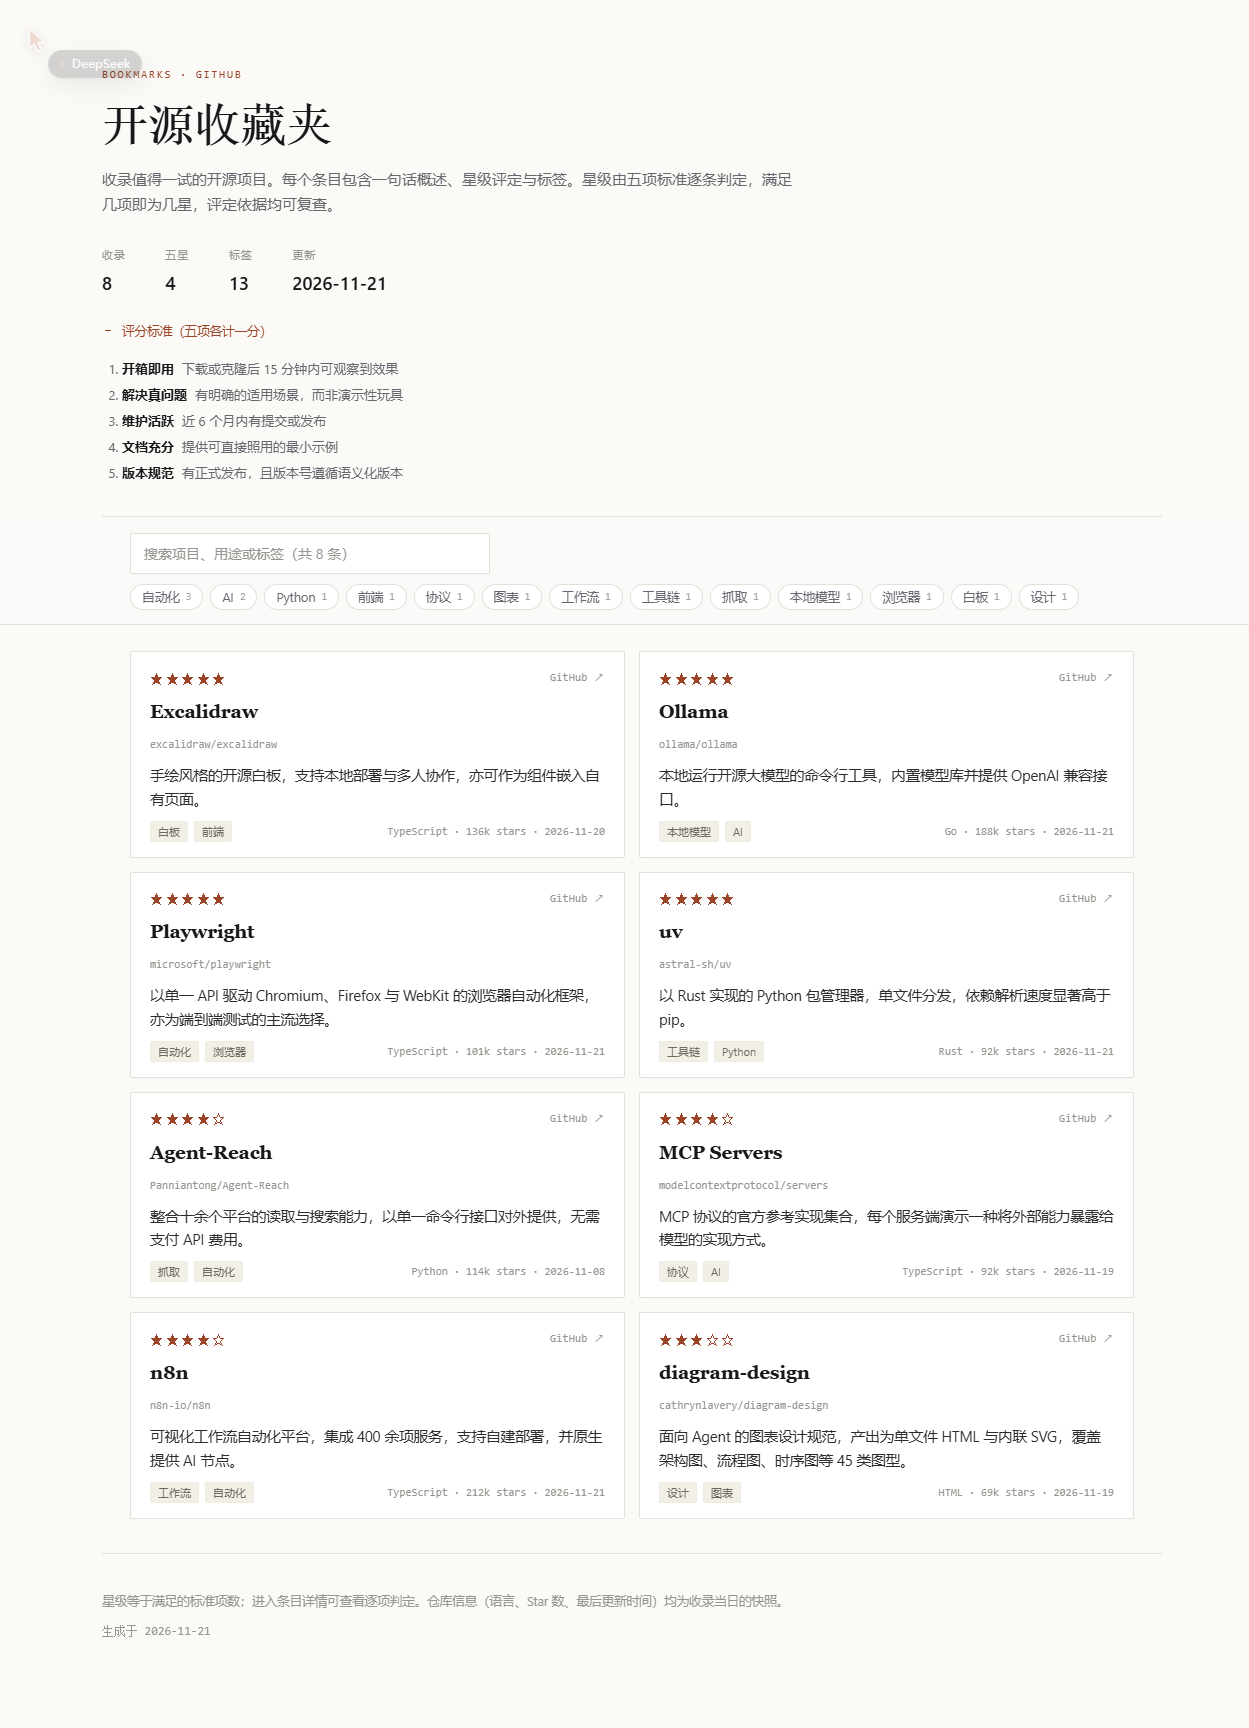 DeepSeek
BOOKMARKS · GITHUB
开源收藏夹
收录值得一试的开源项目。每个条目包含一句话概述、星级评定与标签。星级由五项标准逐条判定，满足
几项即为几星，评定依据均可复查。
收录 五星 标签 更新
8 4 13 2026-11-21
− 评分标准（五项各计一分）
1. 开箱即用 下载或克隆后 15 分钟内可观察到效果
2. 解决真问题 有明确的适用场景，而非演示性玩具
3. 维护活跃 近 6 个月内有提交或发布
4. 文档充分 提供可直接照用的最小示例
5. 版本规范 有正式发布，且版本号遵循语义化版本
搜索项目、用途或标签（共 8 条）
自动化 3 AI 2 Python 1 前端 1 协议 1 图表 1 工作流 1 工具链 1 抓取 1 本地模型 1 浏览器 1 白板 1 设计 1
★★★★★ GitHub ↗
Excalidraw
excalidraw/excalidraw
手绘风格的开源白板，支持本地部署与多人协作，亦可作为组件嵌入自
有页面。
白板 前端 TypeScript · 136k stars · 2026-11-20
★★★★★ GitHub ↗
Ollama
ollama/ollama
本地运行开源大模型的命令行工具，内置模型库并提供 OpenAI 兼容接
口。
本地模型 AI Go · 188k stars · 2026-11-21
★★★★★ GitHub ↗
Playwright
microsoft/playwright
以单一 API 驱动 Chromium、Firefox 与 WebKit 的浏览器自动化框架，
亦为端到端测试的主流选择。
自动化 浏览器 TypeScript · 101k stars · 2026-11-21
★★★★★ GitHub ↗
uv
astral-sh/uv
以 Rust 实现的 Python 包管理器，单文件分发，依赖解析速度显著高于
pip。
工具链 Python Rust · 92k stars · 2026-11-21
★★★★☆ GitHub ↗
Agent-Reach
Panniantong/Agent-Reach
整合十余个平台的读取与搜索能力，以单一命令行接口对外提供，无需
支付 API 费用。
抓取 自动化 Python · 114k stars · 2026-11-08
★★★★☆ GitHub ↗
MCP Servers
modelcontextprotocol/servers
MCP 协议的官方参考实现集合，每个服务端演示一种将外部能力暴露给
模型的实现方式。
协议 AI TypeScript · 92k stars · 2026-11-19
★★★★☆ GitHub ↗
n8n
n8n-io/n8n
可视化工作流自动化平台，集成 400 余项服务，支持自建部署，并原生
提供 AI 节点。
工作流 自动化 TypeScript · 212k stars · 2026-11-21
★★★☆☆ GitHub ↗
diagram-design
cathrynlavery/diagram-design
面向 Agent 的图表设计规范，产出为单文件 HTML 与内联 SVG，覆盖
架构图、流程图、时序图等 45 类图型。
设计 图表 HTML · 69k stars · 2026-11-19
星级等于满足的标准项数；进入条目详情可查看逐项判定。仓库信息（语言、Star 数、最后更新时间）均为收录当日的快照。
生成于 2026-11-21